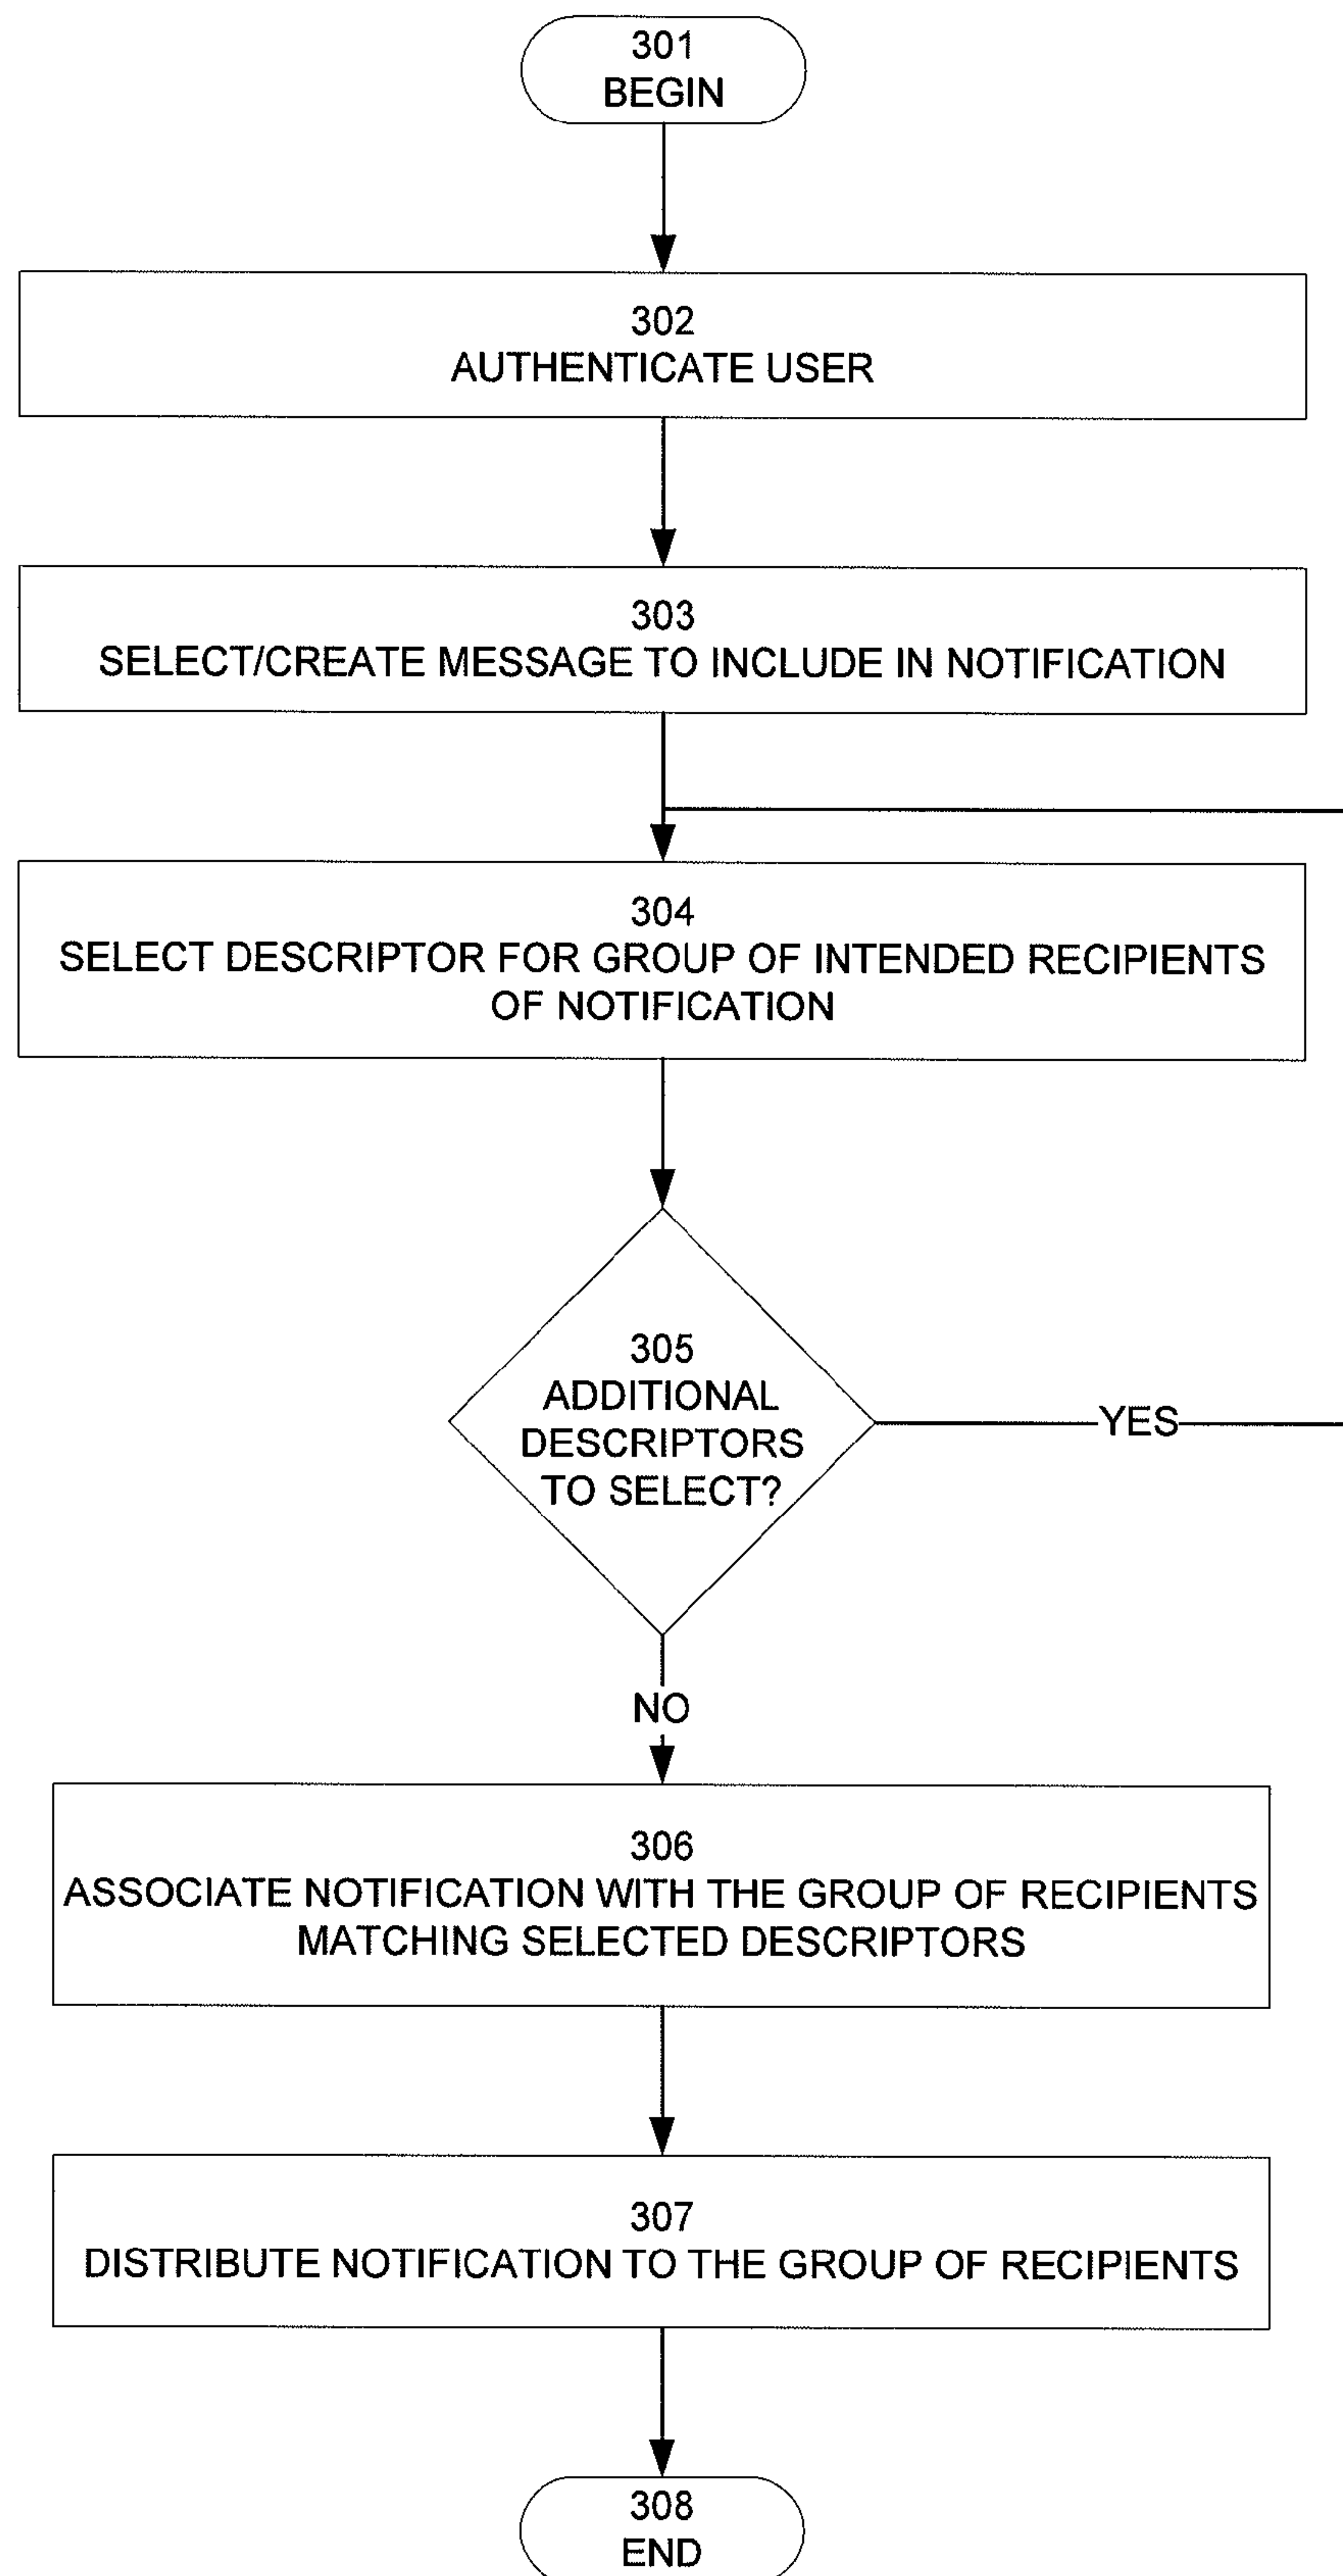 301
BEGIN
302
AUTHENTICATE USER
303
SELECT/CREATE MESSAGE TO INCLUDE IN NOTIFICATION
304
SELECT DESCRIPTOR FOR GROUP OF INTENDED RECIPIENTS
OF NOTIFICATION
305
ADDITIONAL
DESCRIPTORS
TO SELECT?
YES
NO
306
ASSOCIATE NOTIFICATION WITH THE GROUP OF RECIPIENTS
MATCHING SELECTED DESCRIPTORS
307
DISTRIBUTE NOTIFICATION TO THE GROUP OF RECIPIENTS
308
END